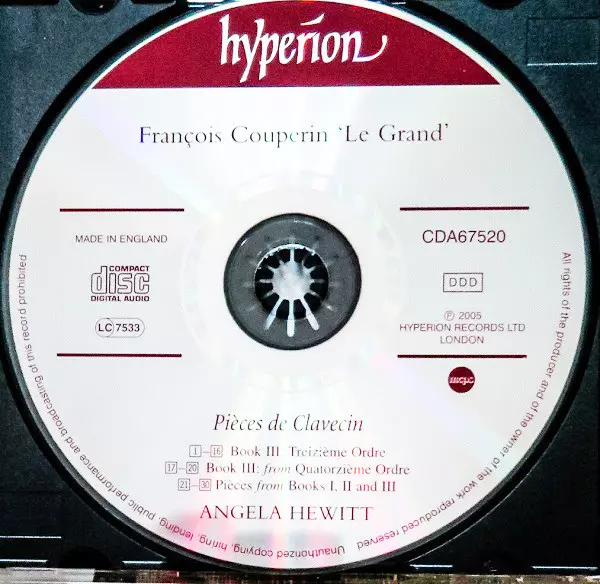 hyperion
François Couperin ‘Le Grand’
MADE IN ENGLAND
COMPACT
disc
DIGITAL AUDIO
LC 7533
CDA67520
DDD
Ⓟ 2005
HYPERION RECORDS LTD
LONDON
mcps
Pièces de Clavecin
1–16 Book III: Treizième Ordre
17–20 Book III: from Quatorzième Ordre
21–30 Pièces from Books I, II and III
ANGELA HEWITT
All rights of the producer and of the owner of the work reproduced reserved. Unauthorized copying, hiring, lending, public performance and broadcasting of this record prohibited